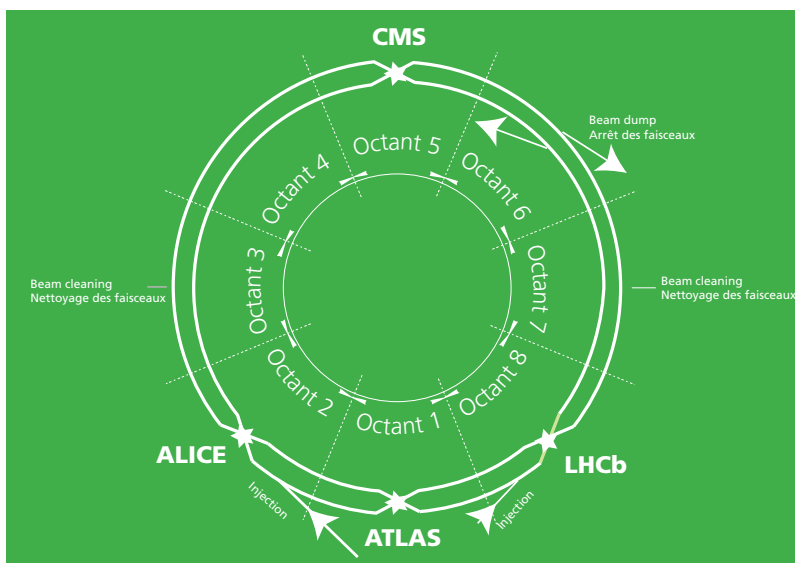 CMS
Beam dump
Arrêt des faisceaux
Octant 5
Octant 4
Octant 6
Octant 3
Octant 7
Beam cleaning
Nettoyage des faisceaux
Beam cleaning
Nettoyage des faisceaux
Octant 2
Octant 8
Octant 1
ALICE
LHCb
Injection
Injection
ATLAS